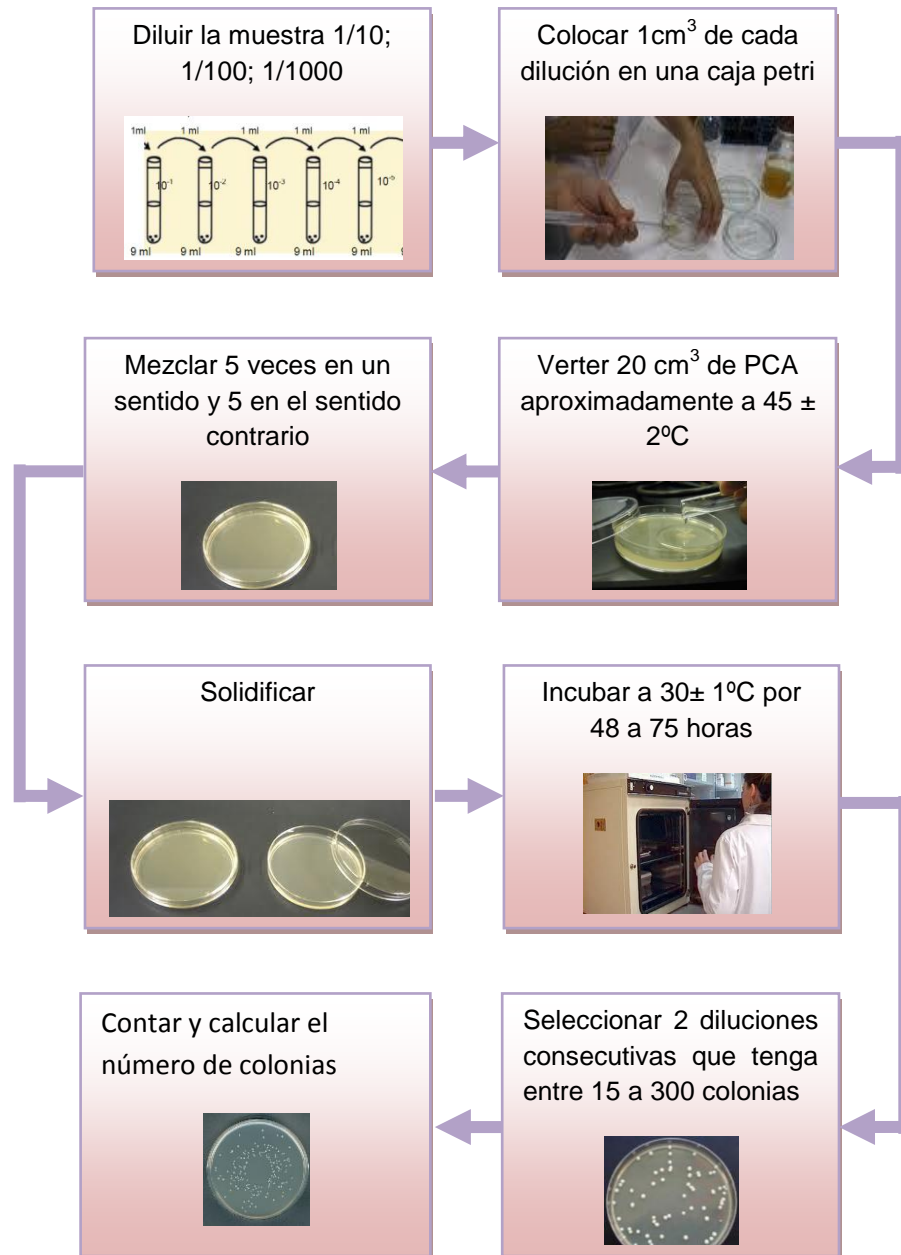 Diluir la muestra 1/10;
1/100; 1/1000
1ml 1 ml 1 ml 1 ml 1 ml
10-1 10-2 10-3 10-4 10-5
9 ml 9 ml 9 ml 9 ml 9 ml
Colocar 1cm3 de cada
dilución en una caja petri
Verter 20 cm3 de PCA
aproximadamente a 45 ±
2ºC
Mezclar 5 veces en un
sentido y 5 en el sentido
contrario
Solidificar
Incubar a 30± 1ºC por
48 a 75 horas
Seleccionar 2 diluciones
consecutivas que tenga
entre 15 a 300 colonias
Contar y calcular el
número de colonias